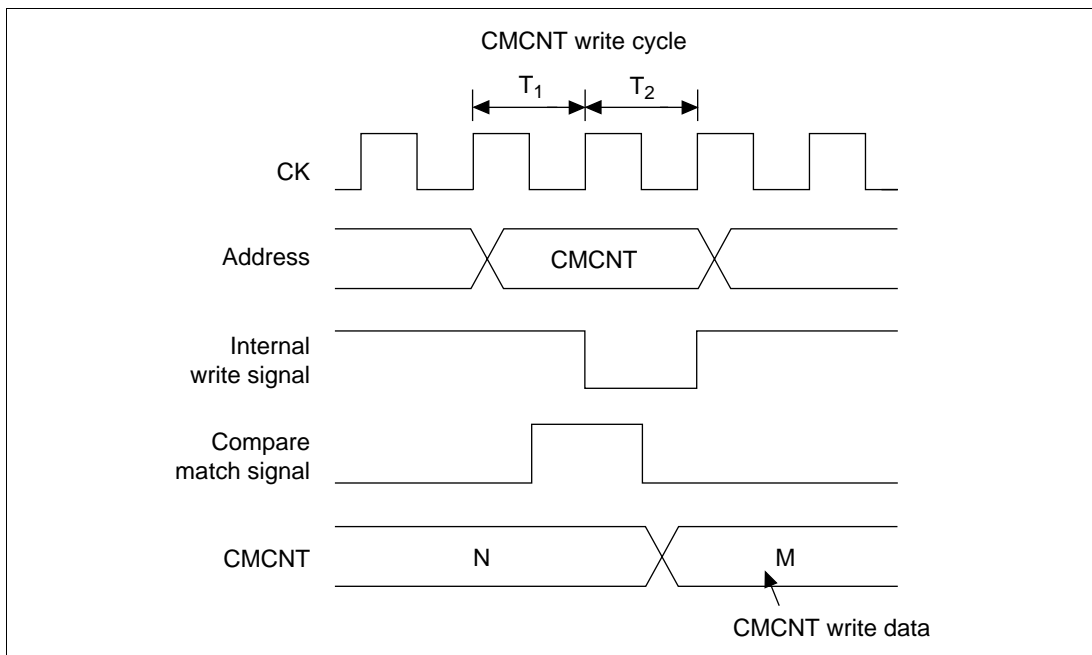 CMCNT write cycle
T1 T2
CK
Address
CMCNT
Internal
write signal
Compare
match signal
CMCNT
N
M
CMCNT write data